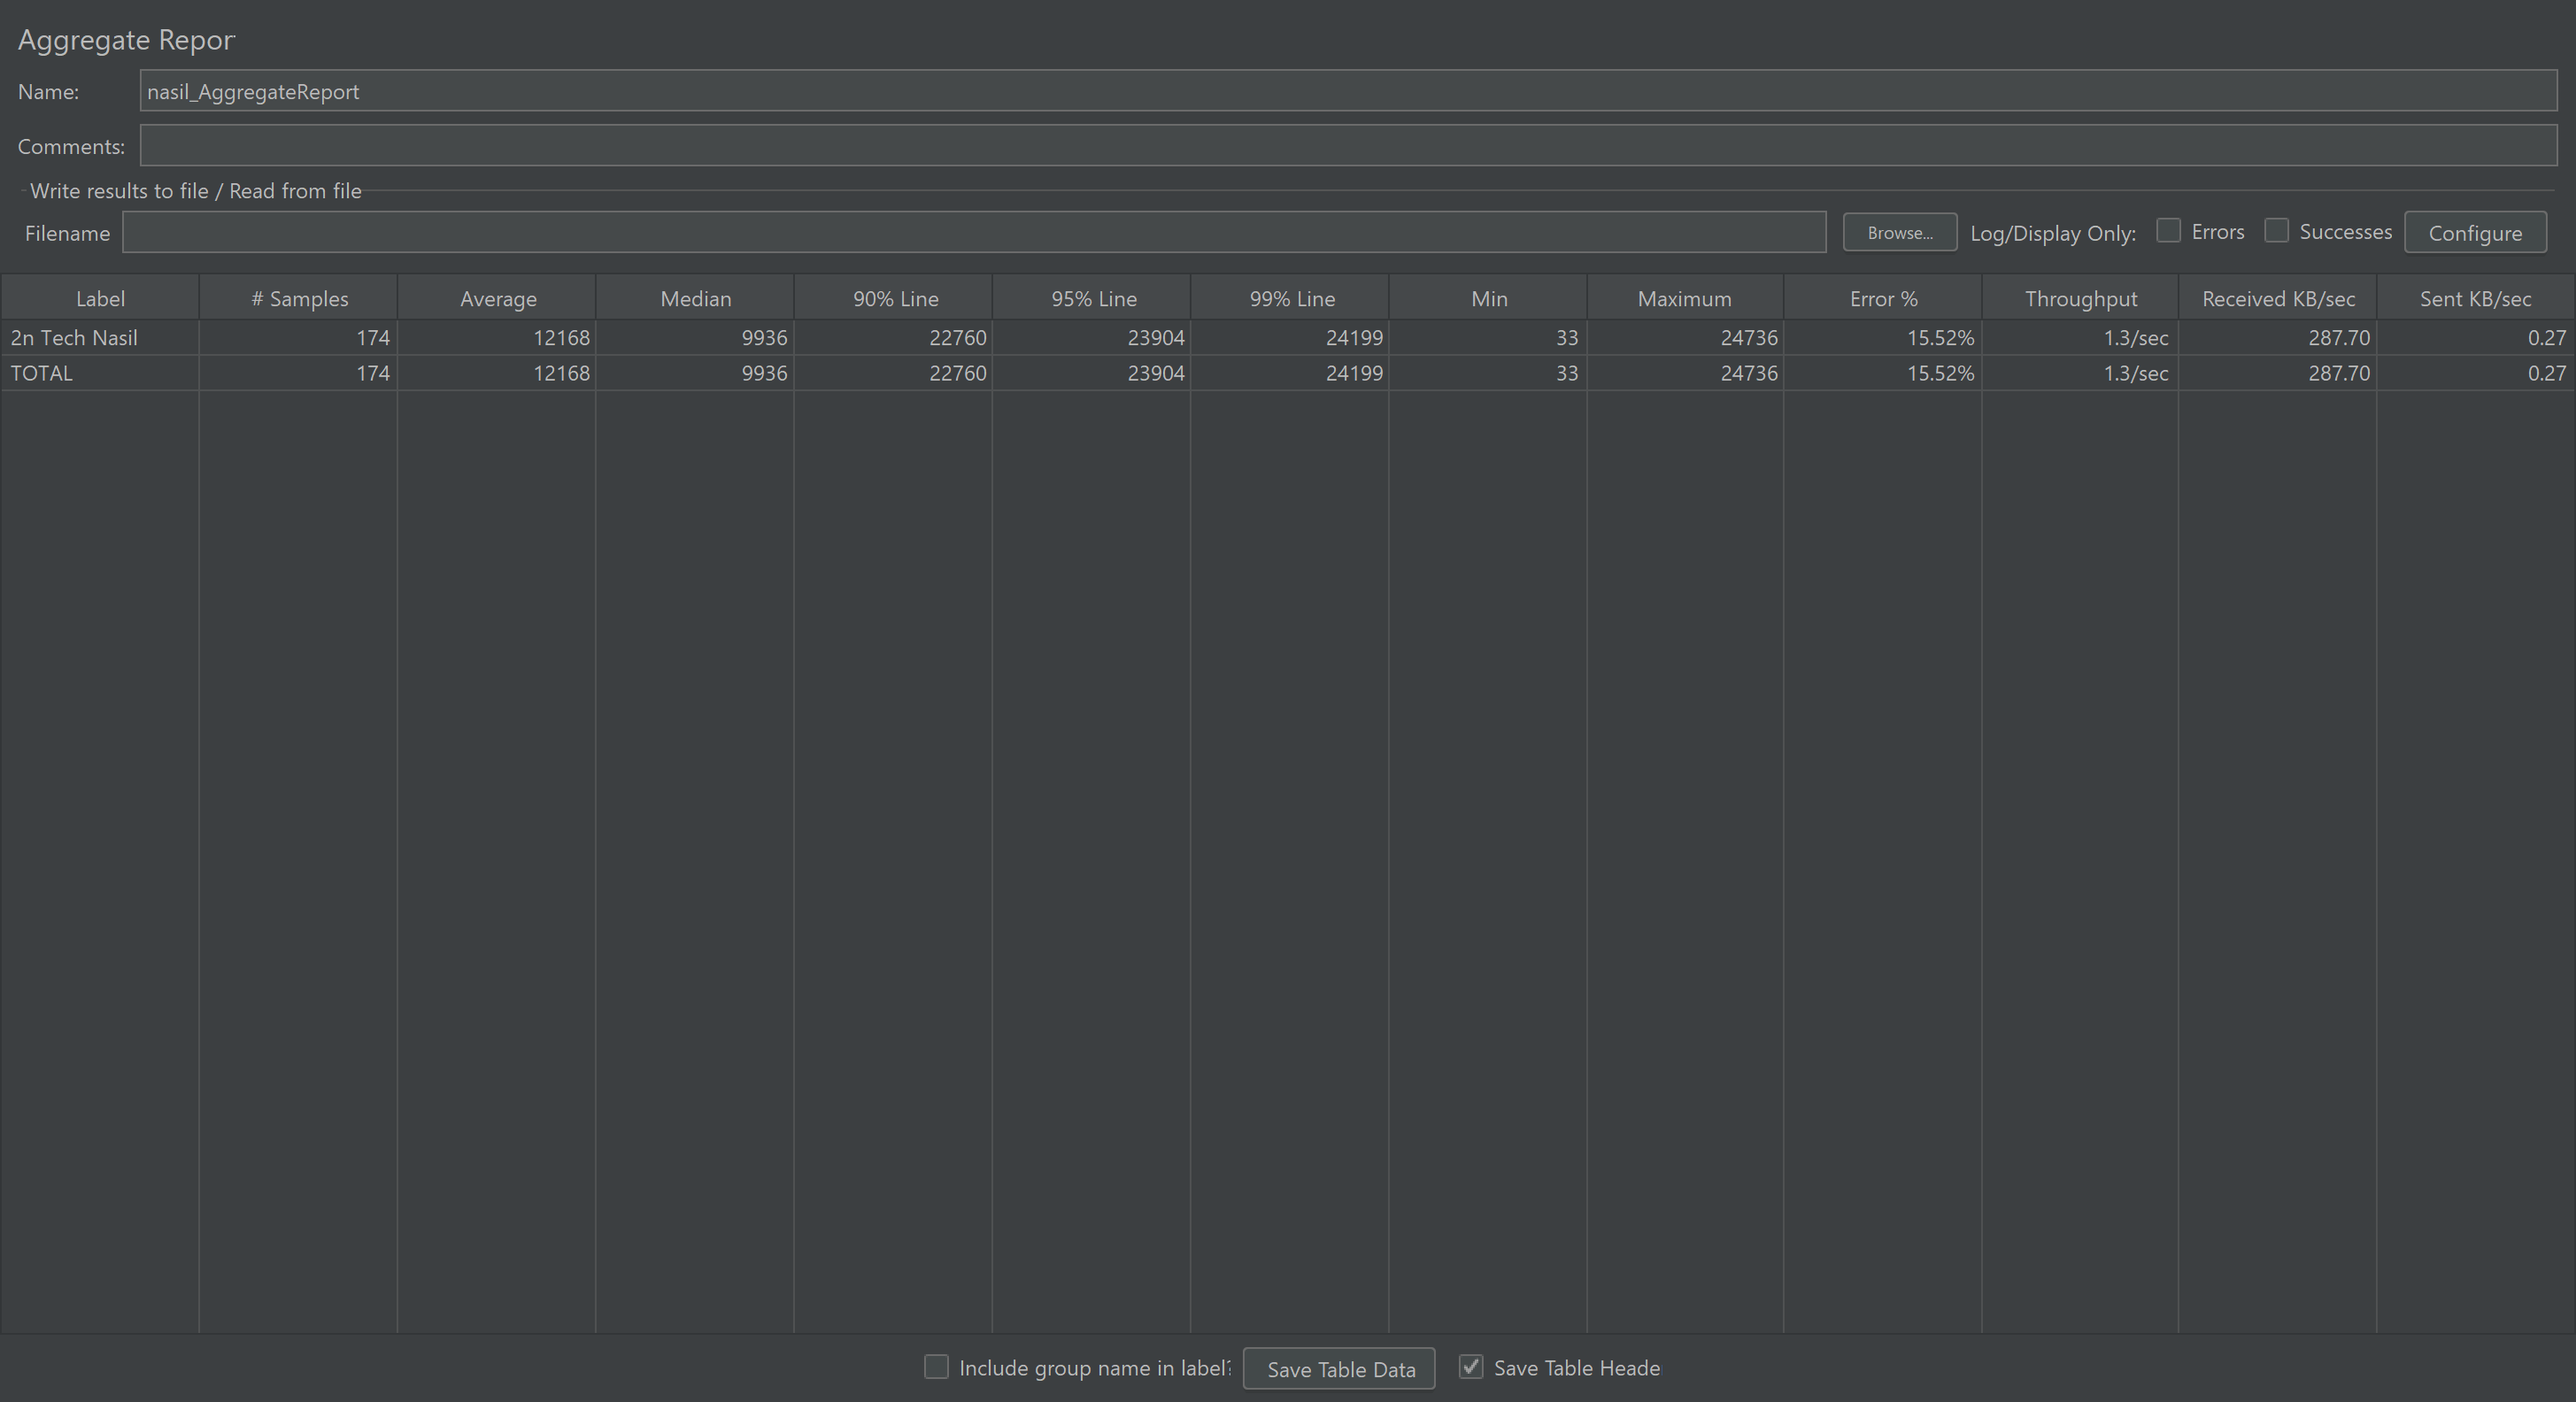 Aggregate Repor
Name: nasil_AggregateReport
Comments:
Write results to file / Read from file
Filename Browse... Log/Display Only: Errors Successes Configure
Label # Samples Average Median 90% Line 95% Line 99% Line Min Maximum Error % Throughput Received KB/sec Sent KB/sec
2n Tech Nasil 174 12168 9936 22760 23904 24199 33 24736 15.52% 1.3/sec 287.70 0.27
TOTAL 174 12168 9936 22760 23904 24199 33 24736 15.52% 1.3/sec 287.70 0.27
Include group name in label? Save Table Data Save Table Heade